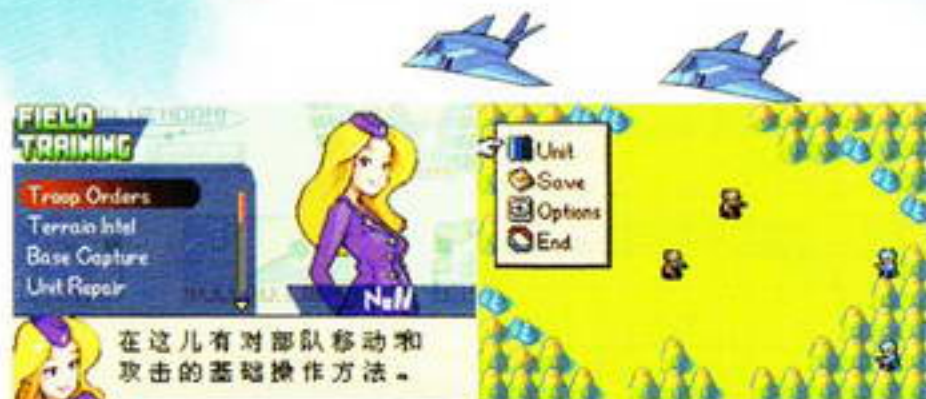 FIELD
TRAINING
Troop Orders
Terrain Intel
Base Capture
Unit Repair
Nell
在这儿有对部队移动和
攻击的基础操作方法。
Unit
Save
Options
End